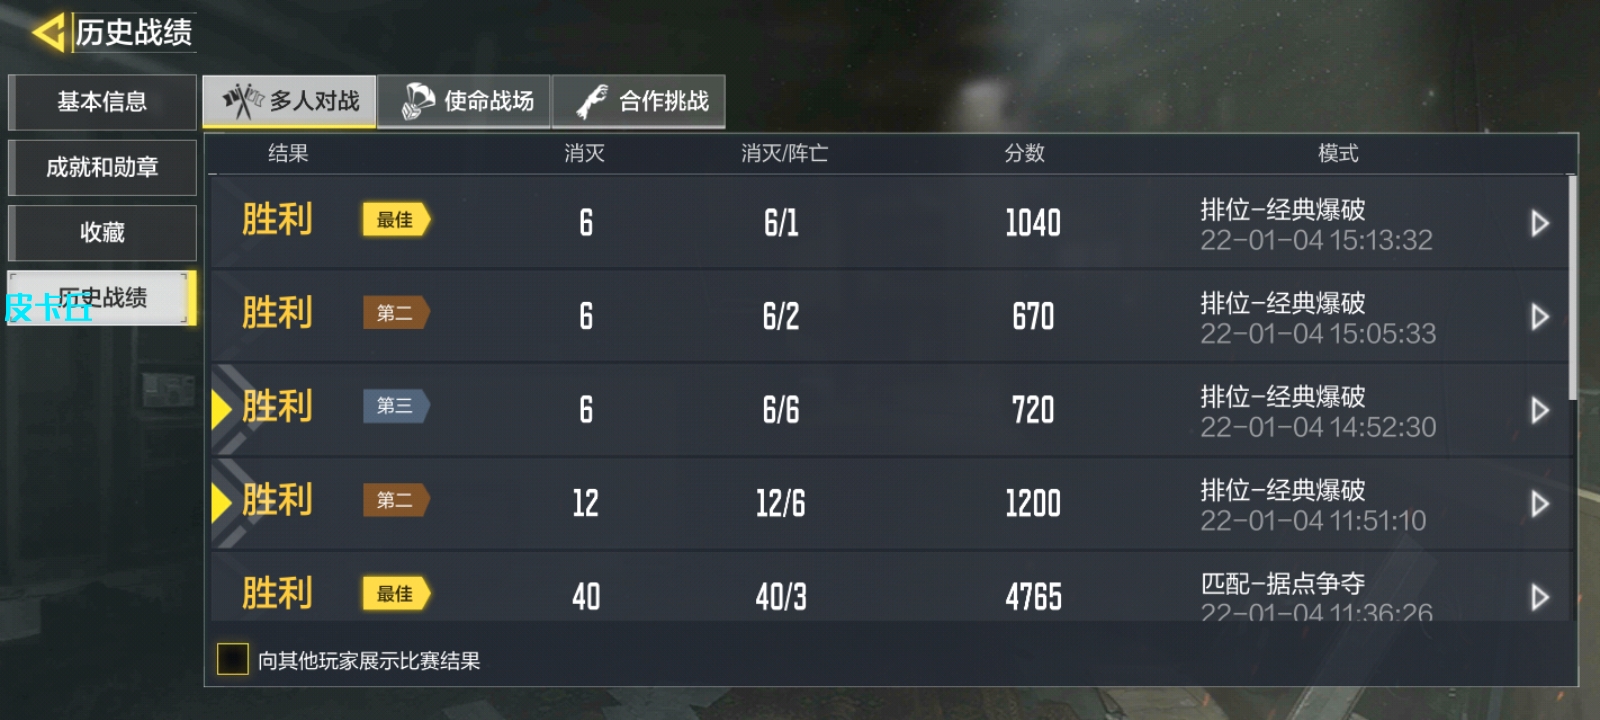 历史战绩
基本信息
成就和勋章
收藏
历史战绩
皮卡丘
多人对战 使命战场 合作挑战
结果 消灭 消灭/阵亡 分数 模式
胜利 最佳 6 6/1 1040 排位-经典爆破
22-01-04 15:13:32
胜利 第二 6 6/2 670 排位-经典爆破
22-01-04 15:05:33
胜利 第三 6 6/6 720 排位-经典爆破
22-01-04 14:52:30
胜利 第二 12 12/6 1200 排位-经典爆破
22-01-04 11:51:10
胜利 最佳 40 40/3 4765 匹配-据点争夺
22-01-04 11:36:26
向其他玩家展示比赛结果